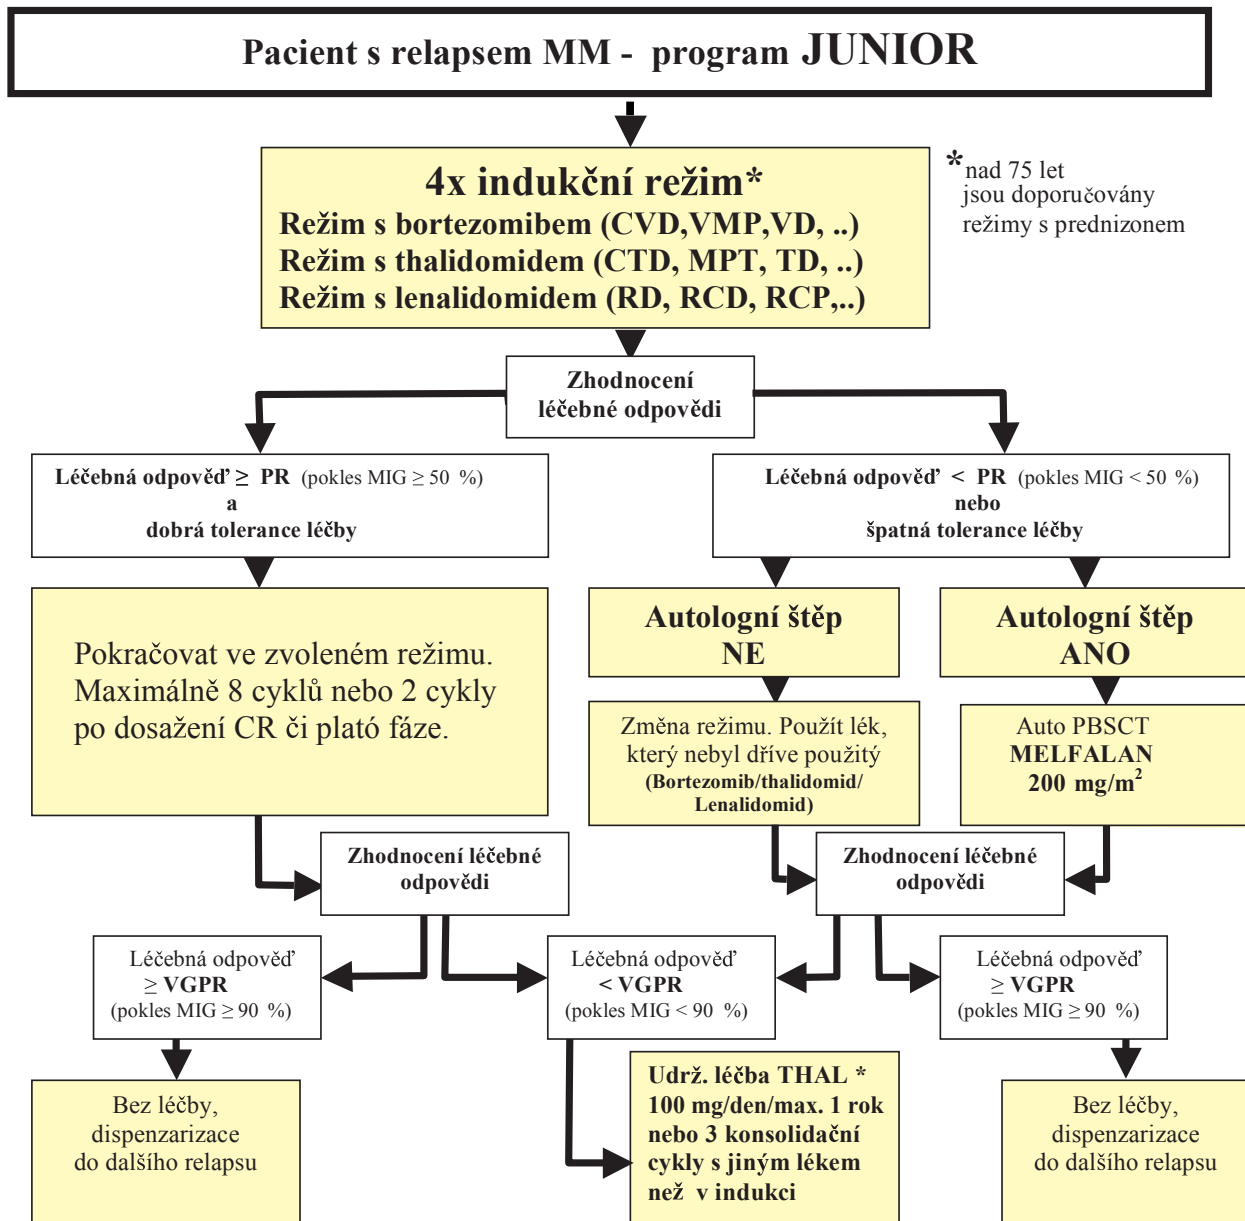 Pacient s relapsem MM - program JUNIOR
4x indukční režim*
Režim s bortezomibem (CVD,VMP,VD, ..)
Režim s thalidomidem (CTD, MPT, TD, ..)
Režim s lenalidomidem (RD, RCD, RCP,..)
*nad 75 let
jsou doporučovány
režimy s prednizonem
Zhodnocení
léčebné odpovědi
Léčebná odpověď ≥ PR (pokles MIG ≥ 50 %)
a
dobrá tolerance léčby
Léčebná odpověď < PR (pokles MIG < 50 %)
nebo
špatná tolerance léčby
Pokračovat ve zvoleném režimu.
Maximálně 8 cyklů nebo 2 cykly
po dosažení CR či plató fáze.
Autologní štěp
NE
Autologní štěp
ANO
Změna režimu. Použít lék,
který nebyl dříve použitý
(Bortezomib/thalidomid/
Lenalidomid)
Auto PBSCT
MELFALAN
200 mg/m²
Zhodnocení léčebné
odpovědi
Zhodnocení léčebné
odpovědi
Léčebná odpověď
≥ VGPR
(pokles MIG ≥ 90 %)
Léčebná odpověď
< VGPR
(pokles MIG < 90 %)
Léčebná odpověď
≥ VGPR
(pokles MIG ≥ 90 %)
Bez léčby,
dispenzarizace
do dalšího relapsu
Udrž. léčba THAL *
100 mg/den/max. 1 rok
nebo 3 konsolidační
cykly s jiným lékem
než v indukci
Bez léčby,
dispenzarizace
do dalšího relapsu